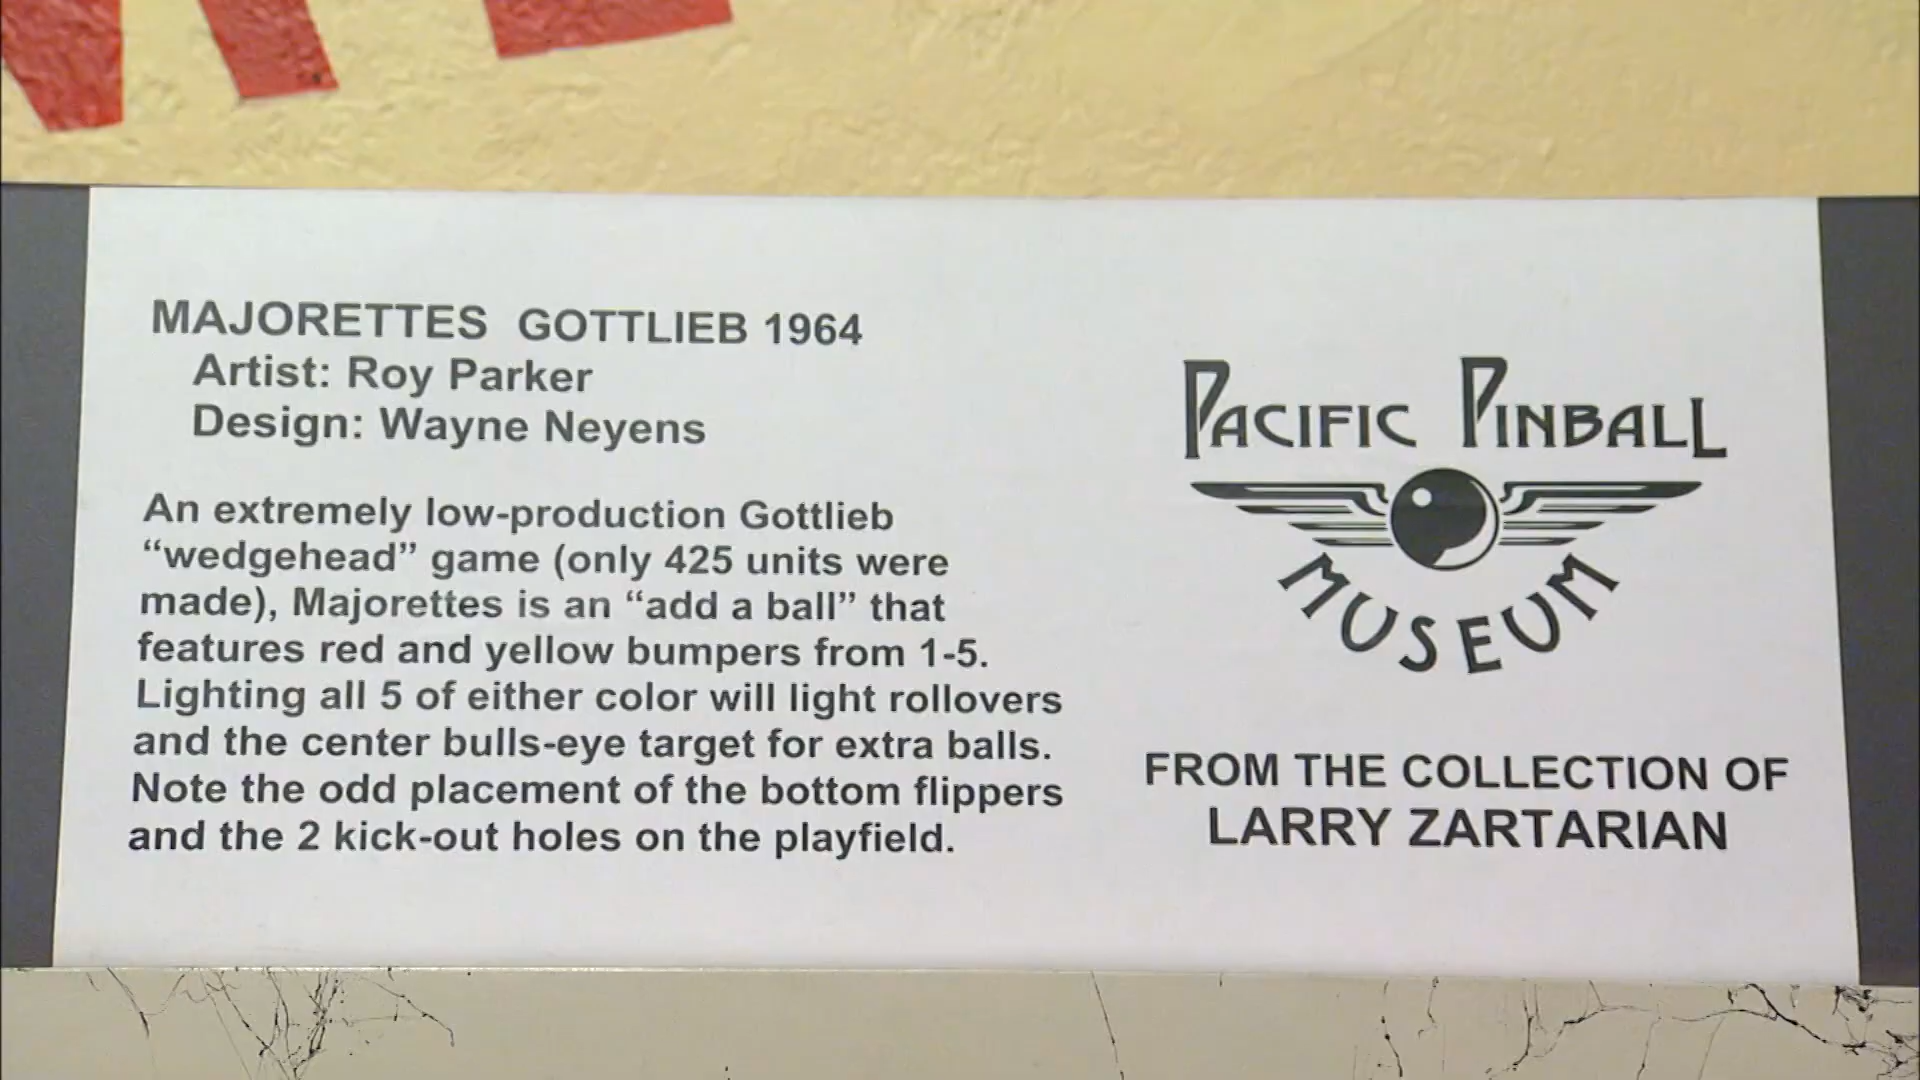 MAJORETTES GOTTLIEB 1964
Artist: Roy Parker
Design: Wayne Neyens
An extremely low-production Gottlieb
“wedgehead” game (only 425 units were
made), Majorettes is an “add a ball” that
features red and yellow bumpers from 1-5.
Lighting all 5 of either color will light rollovers
and the center bulls-eye target for extra balls.
Note the odd placement of the bottom flippers
and the 2 kick-out holes on the playfield.
PACIFIC PINBALL
MUSEUM
FROM THE COLLECTION OF
LARRY ZARTARIAN